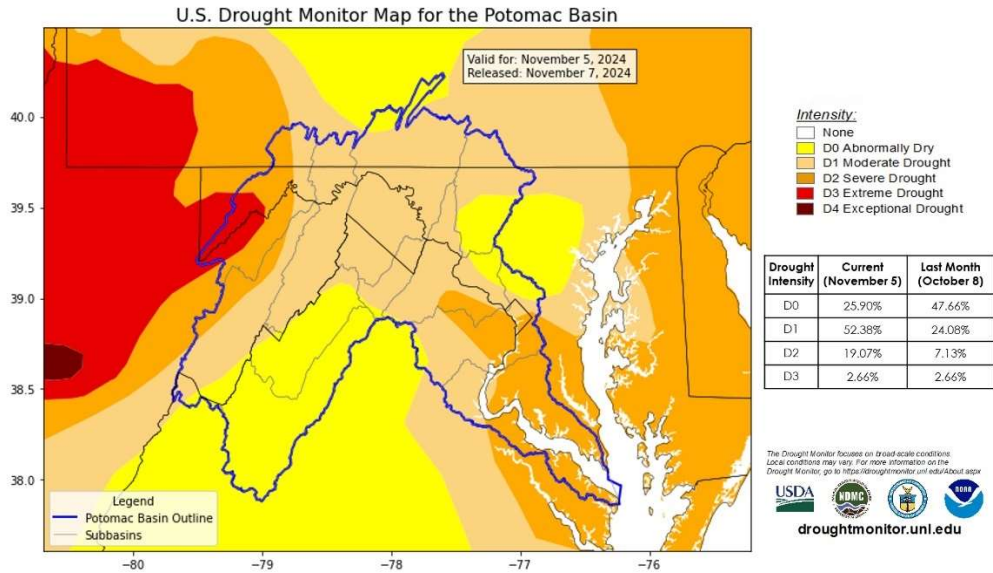 U.S. Drought Monitor Map for the Potomac Basin
Valid for: November 5, 2024
Released: November 7, 2024
40.0
39.5
39.0
38.5
38.0
−80
−79
−78
−77
−76
Legend
Potomac Basin Outline
Subbasins
Intensity:
None
D0 Abnormally Dry
D1 Moderate Drought
D2 Severe Drought
D3 Extreme Drought
D4 Exceptional Drought
Drought Intensity Current (November 5) Last Month (October 8)
D0 25.90% 47.66%
D1 52.38% 24.08%
D2 19.07% 7.13%
D3 2.66% 2.66%
The Drought Monitor focuses on broad-scale conditions.
Local conditions may vary. For more information on the
Drought Monitor, go to https://droughtmonitor.unl.edu/About.aspx
USDA
NDMC
NOAA
droughtmonitor.unl.edu